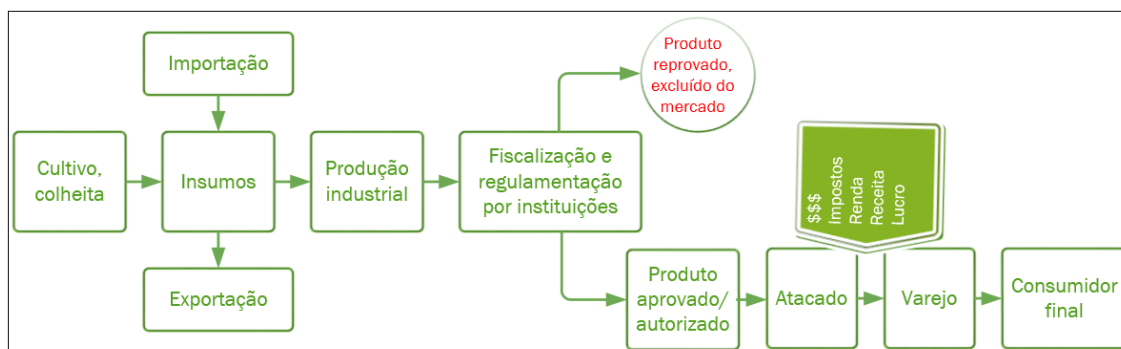 Importação
Cultivo,
colheita
Insumos
Exportação
Produção
industrial
Fiscalização e
regulamentação
por instituições
Produto
reprovado,
excluído do
mercado
Produto
aprovado/
autorizado
$$$
Impostos
Renda
Receita
Lucro
Atacado
Varejo
Consumidor
final